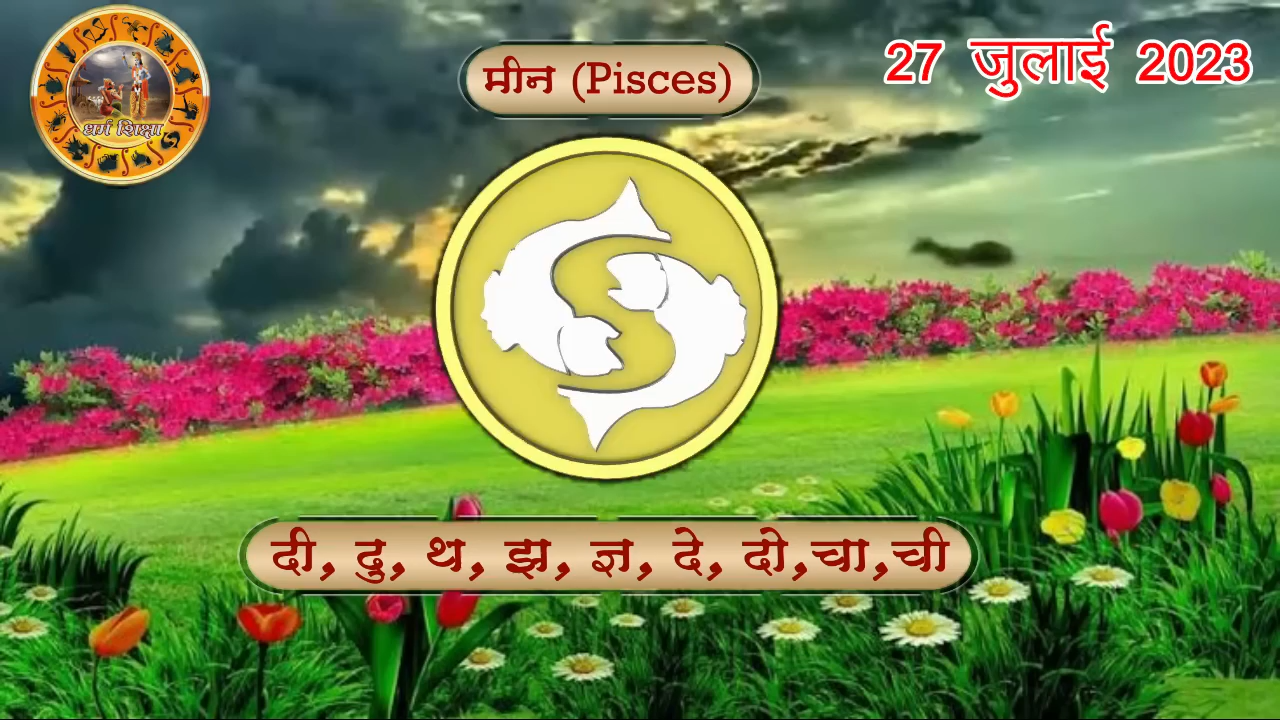 धर्म शिक्षा
मीन (Pisces)
27 जुलाई 2023
दी, दु, थ, झ, ज्ञ, दे, दो,चा,ची